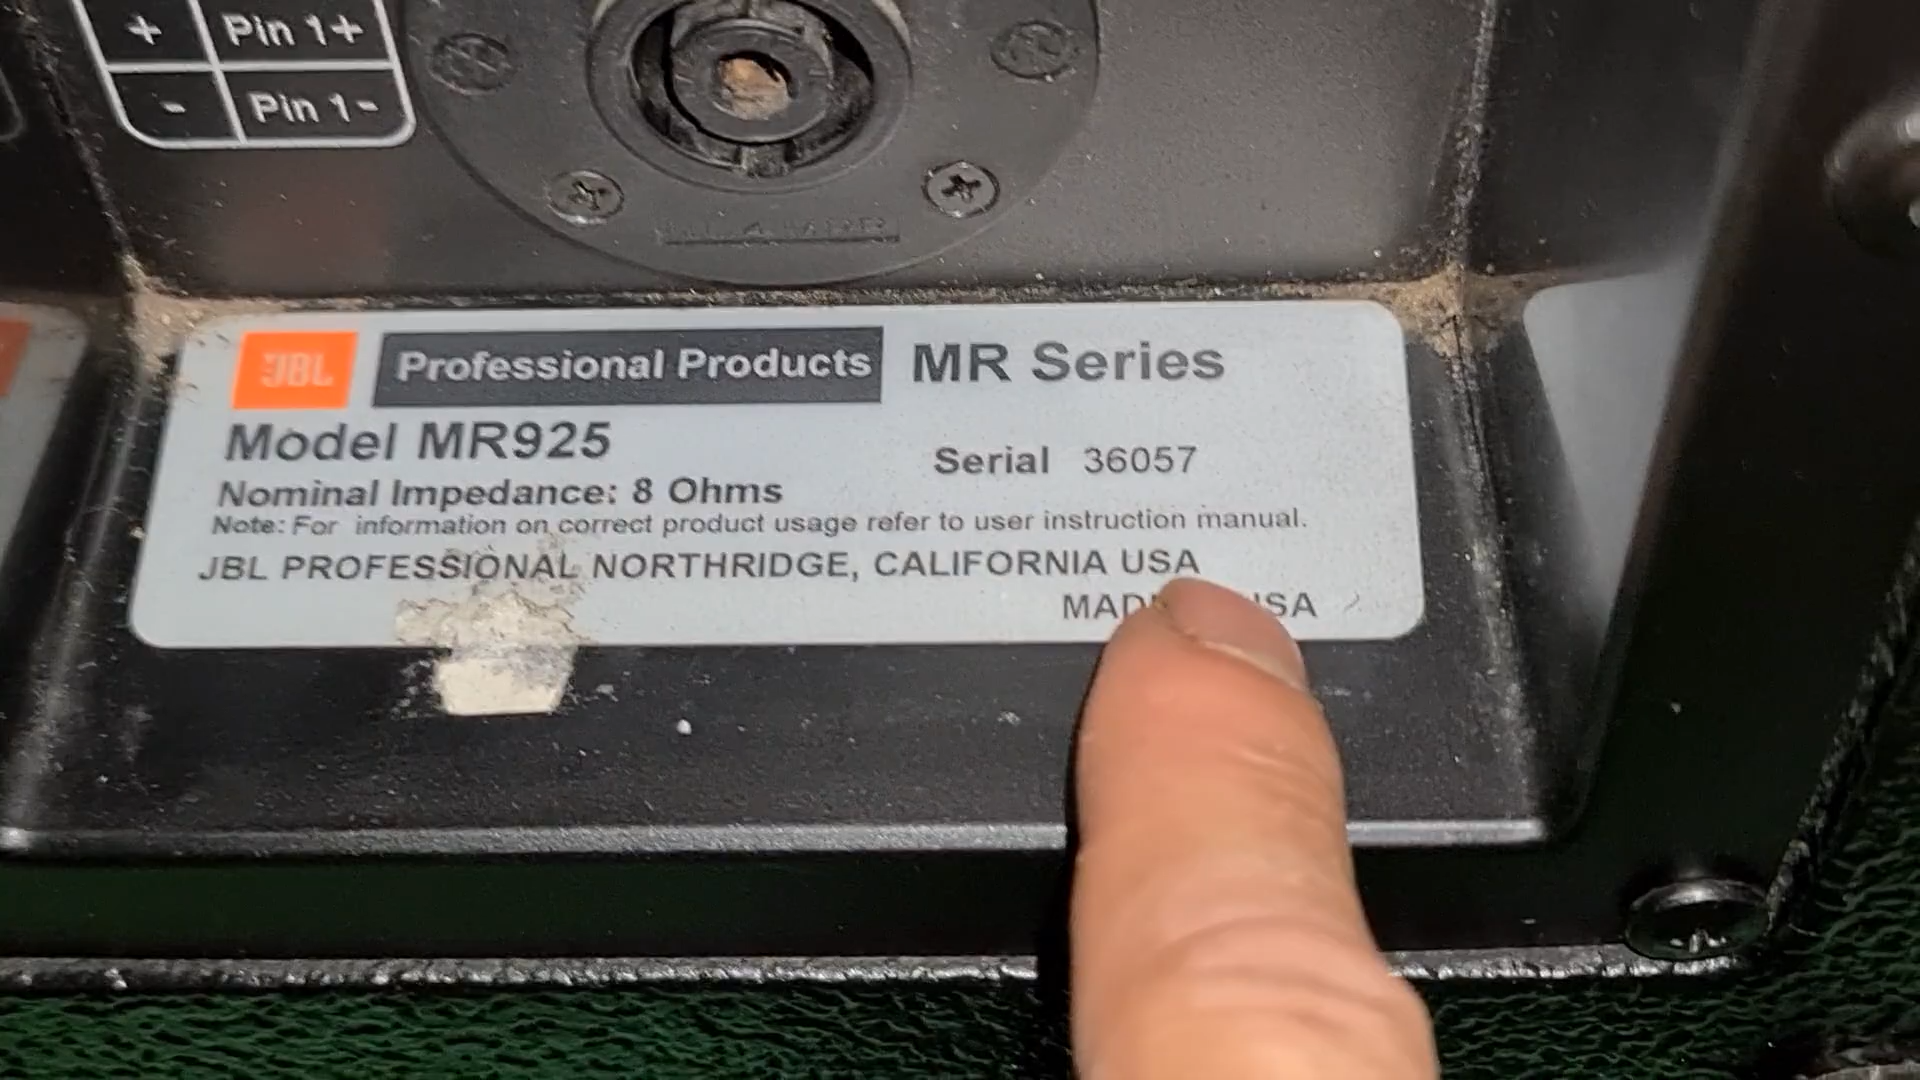 + Pin 1+
- Pin 1-
JBL Professional Products MR Series
Model MR925
Serial 36057
Nominal Impedance: 8 Ohms
Note: For information on correct product usage refer to user instruction manual.
JBL PROFESSIONAL NORTHRIDGE, CALIFORNIA USA
USA